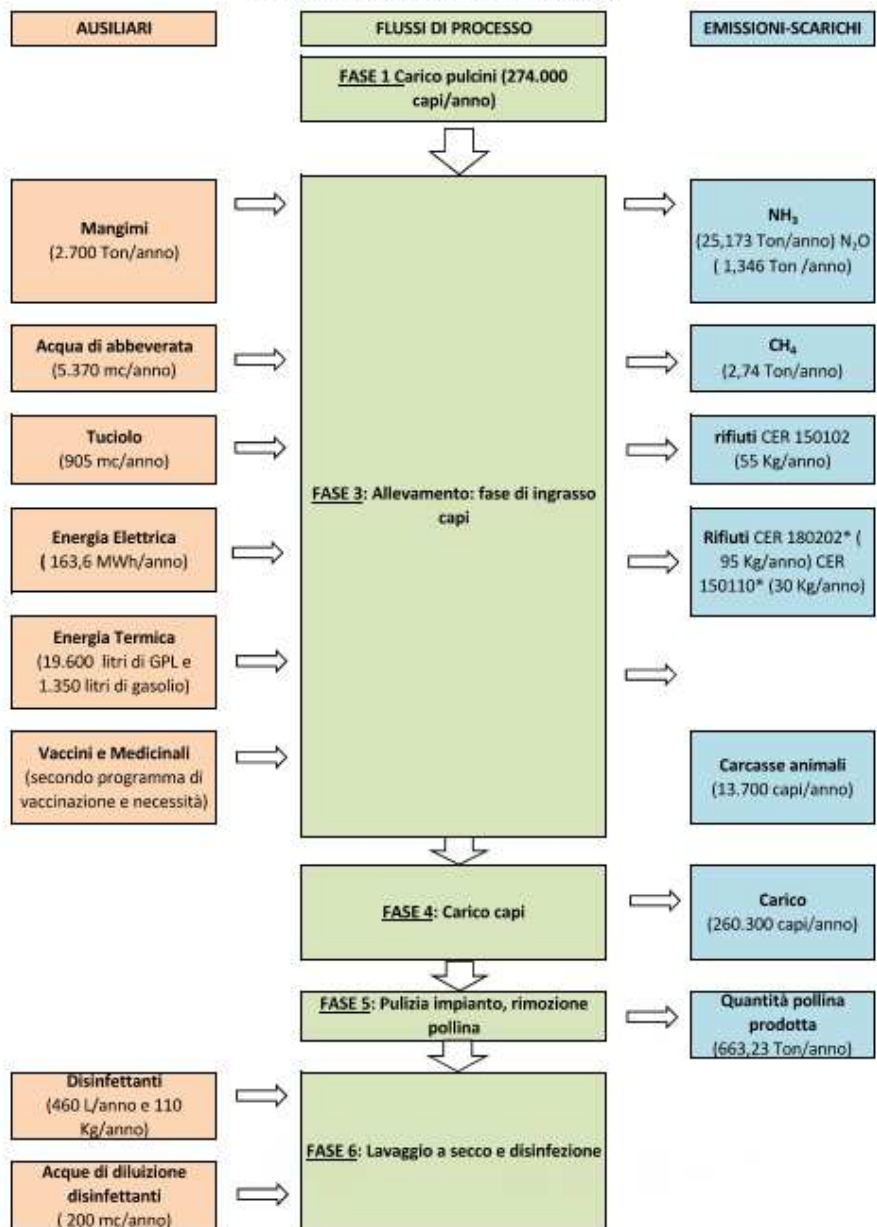 AUSILIARI
FLUSSI DI PROCESSO
EMISSIONI-SCARICHI
FASE 1 Carico pulcini (274.000
capi/anno)
Mangimi
(2.700 Ton/anno)
NH₃
(25,173 Ton/anno) N₂O
( 1,346 Ton /anno)
Acqua di abbeverata
(5.370 mc/anno)
CH₄
(2,74 Ton/anno)
Tuciolo
(905 mc/anno)
rifiuti CER 150102
(55 Kg/anno)
FASE 3: Allevamento: fase di ingrasso
capi
Energia Elettrica
( 163,6 MWh/anno)
Rifiuti CER 180202* (
95 Kg/anno) CER
150110* (30 Kg/anno)
Energia Termica
(19.600 litri di GPL e
1.350 litri di gasolio)
Vaccini e Medicinali
(secondo programma di
vaccinazione e necessità)
Carcasse animali
(13.700 capi/anno)
FASE 4: Carico capi
Carico
(260.300 capi/anno)
FASE 5: Pulizia impianto, rimozione
pollina
Quantità pollina
prodotta
(663,23 Ton/anno)
Disinfettanti
(460 L/anno e 110
Kg/anno)
FASE 6: Lavaggio a secco e disinfezione
Acque di diluizione
disinfettanti
( 200 mc/anno)